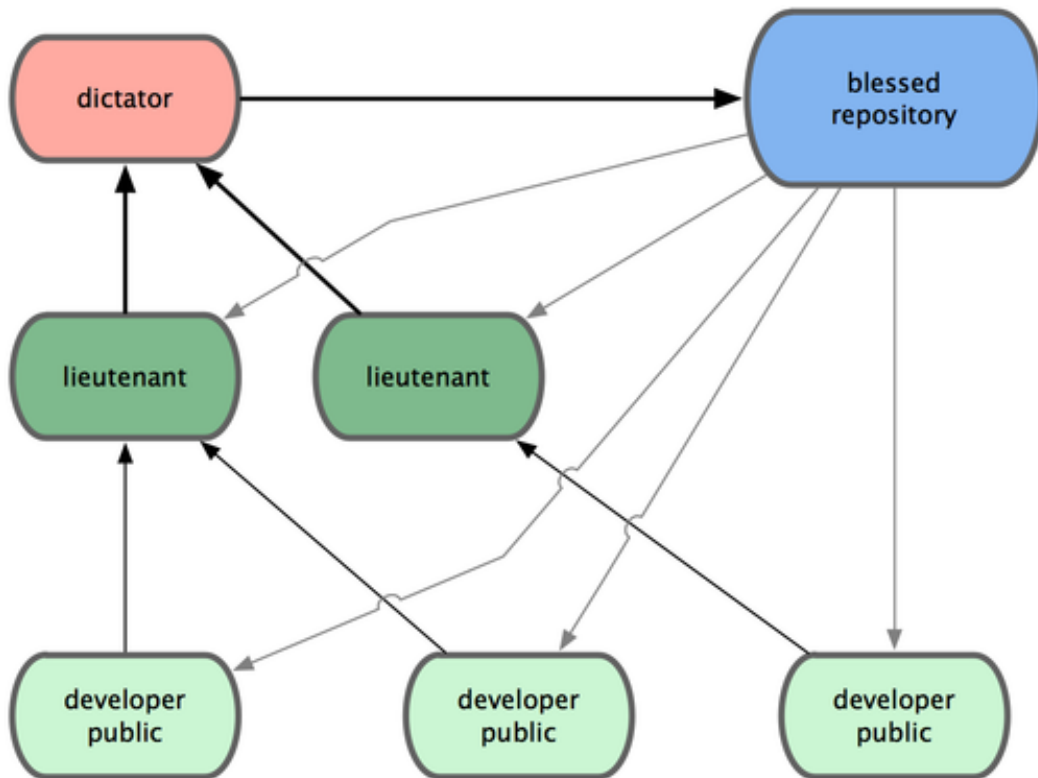 dictator
blessed
repository
lieutenant
lieutenant
developer
public
developer
public
developer
public